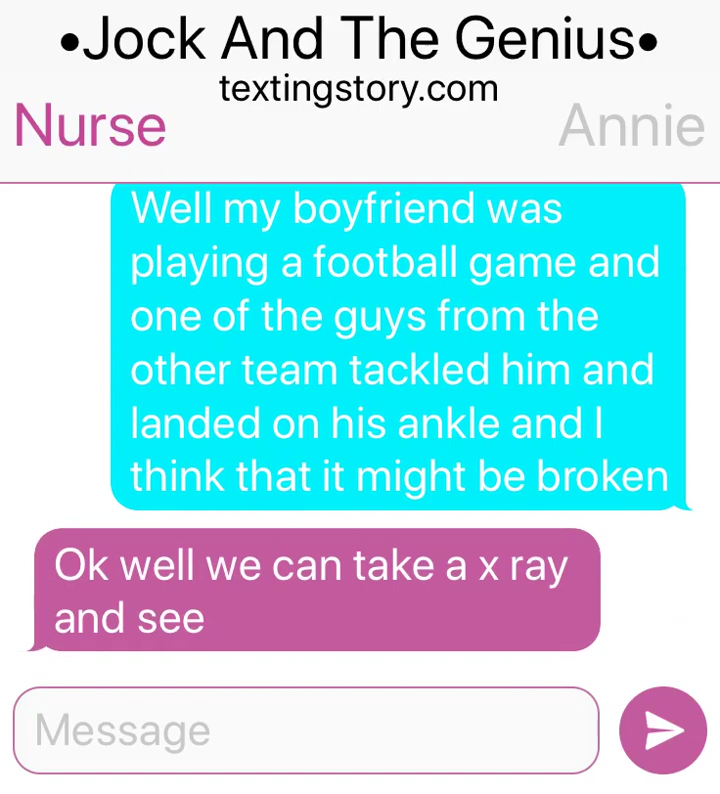 •Jock And The Genius•
textingstory.com
Nurse Annie
Well my boyfriend was
playing a football game and
one of the guys from the
other team tackled him and
landed on his ankle and I
think that it might be broken
Ok well we can take a x ray
and see
Message